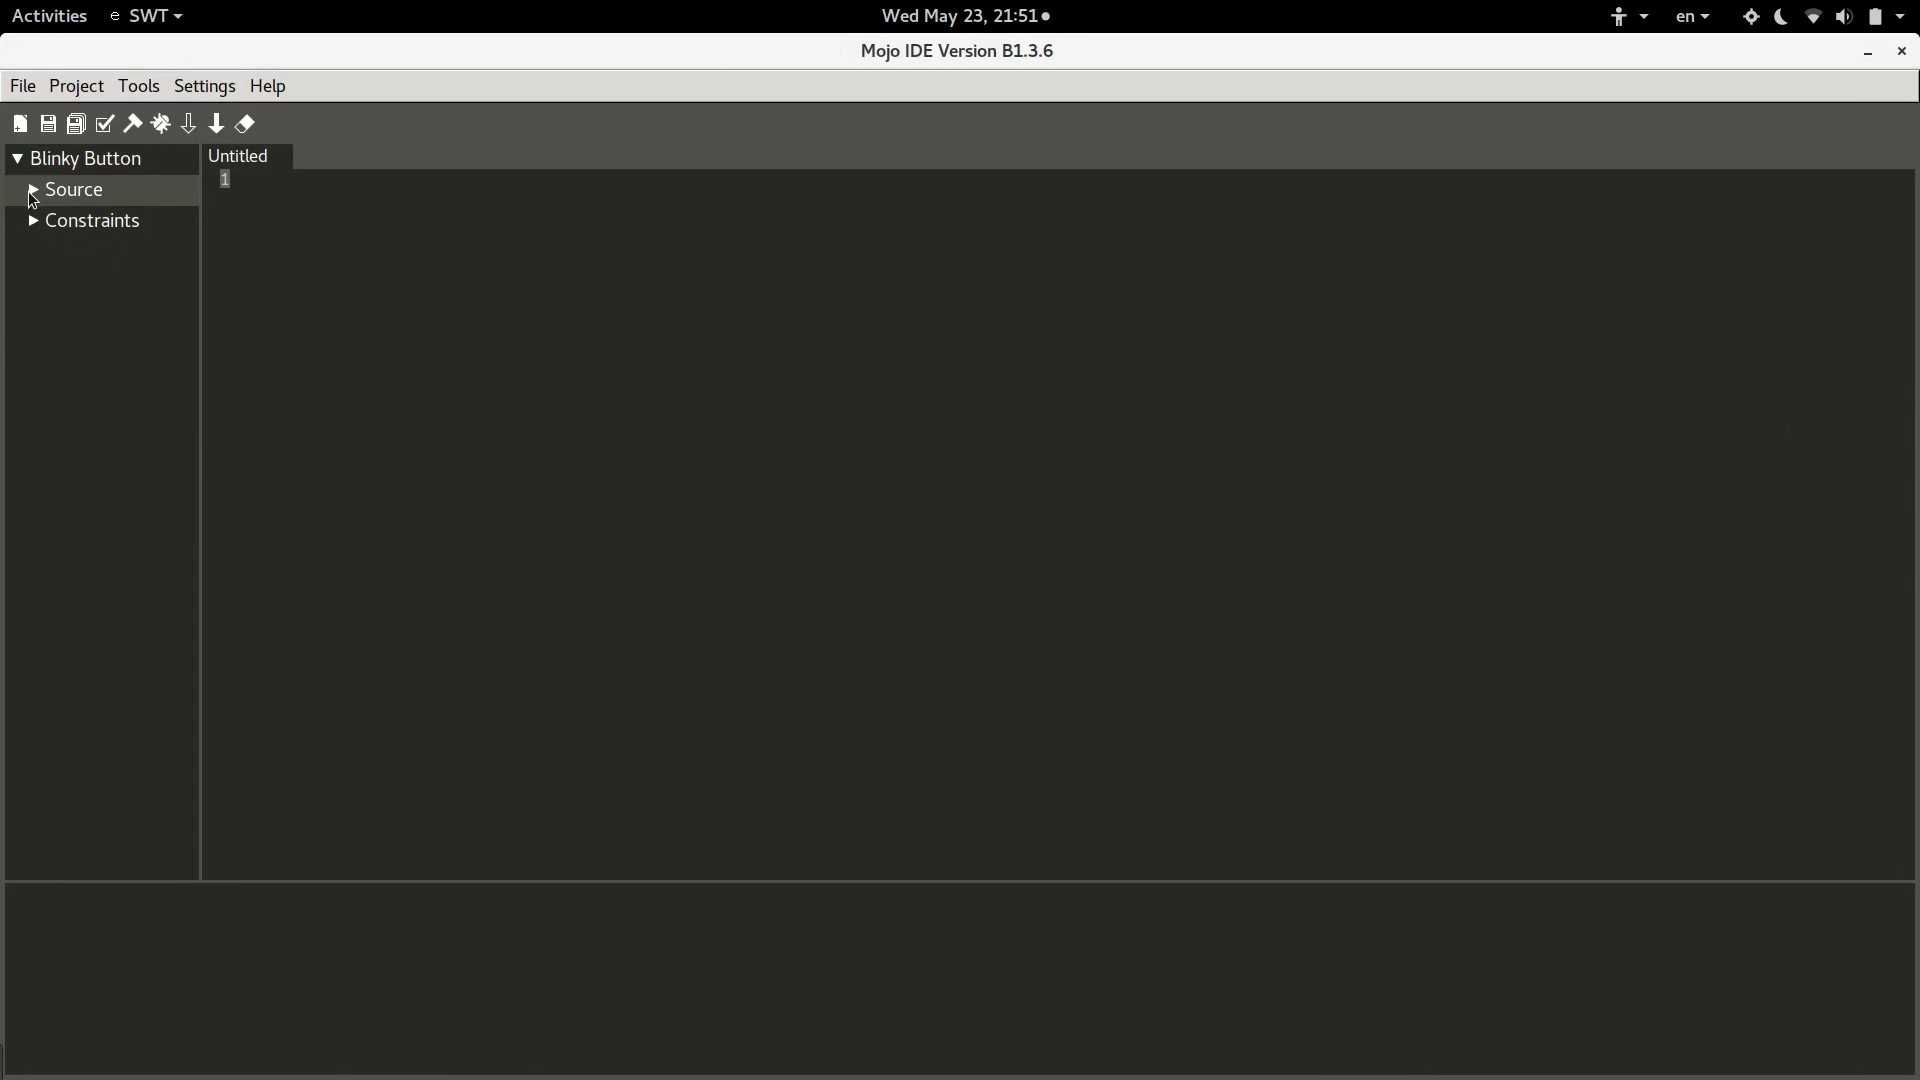 Activities SWT Wed May 23, 21:51 en
Mojo IDE Version B1.3.6
File Project Tools Settings Help
Blinky Button
Source
Constraints
Untitled
1